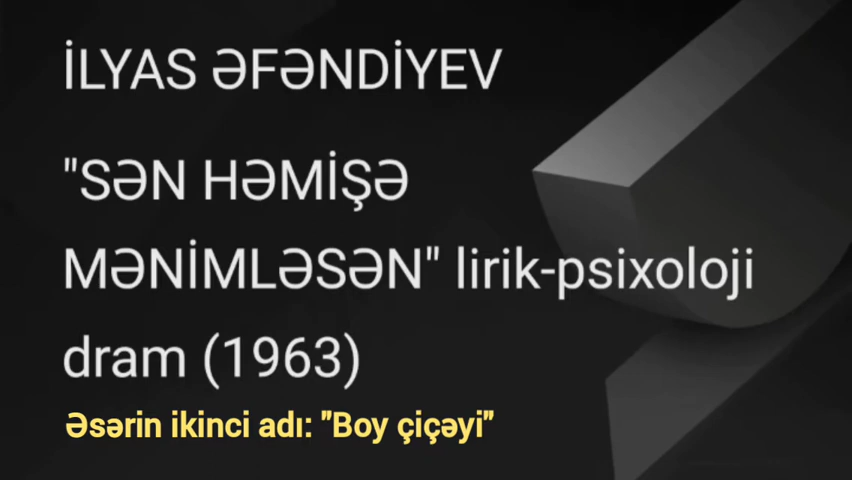 İLYAS ƏFƏNDİYEV
"SƏN HƏMİŞƏ
MƏNİMLƏSƏN" lirik-psixoloji
dram (1963)
Əsərin ikinci adı: "Boy çiçəyi"